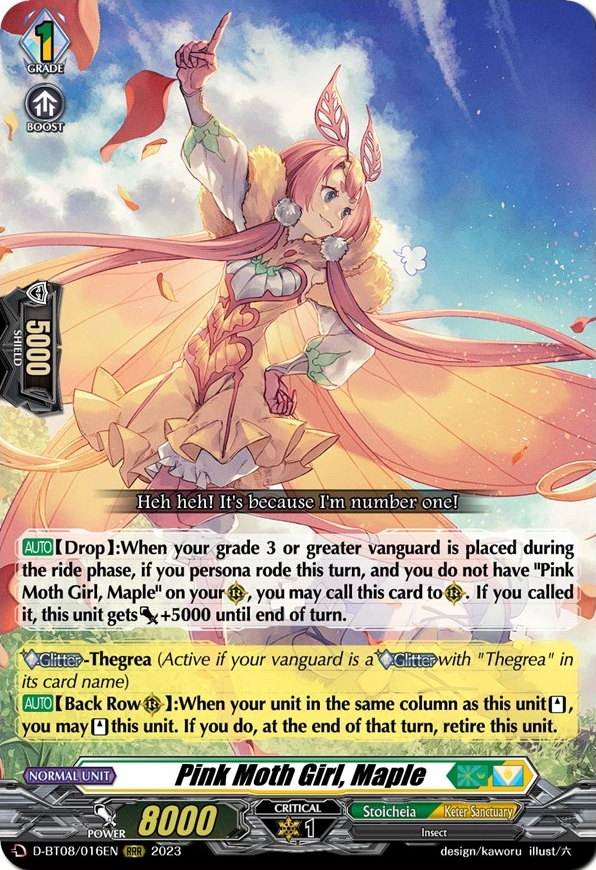 1
GRADE
BOOST
5000
SHIELD
Heh heh! It's because I'm number one!
AUTO【Drop】:When your grade 3 or greater vanguard is placed during
the ride phase, if you persona rode this turn, and you do not have "Pink
Moth Girl, Maple" on your R, you may call this card to R. If you called
it, this unit gets +5000 until end of turn.
Glitter-Thegrea (Active if your vanguard is a Glitter with "Thegrea" in
its card name)
AUTO【Back Row R】:When your unit in the same column as this unit,
you may this unit. If you do, at the end of that turn, retire this unit.
NORMAL UNIT Pink Moth Girl, Maple
POWER 8000 CRITICAL 1 Stoicheia Keter Sanctuary
Insect
D-BT08/016EN RRR 2023 design/kaworu illust/六